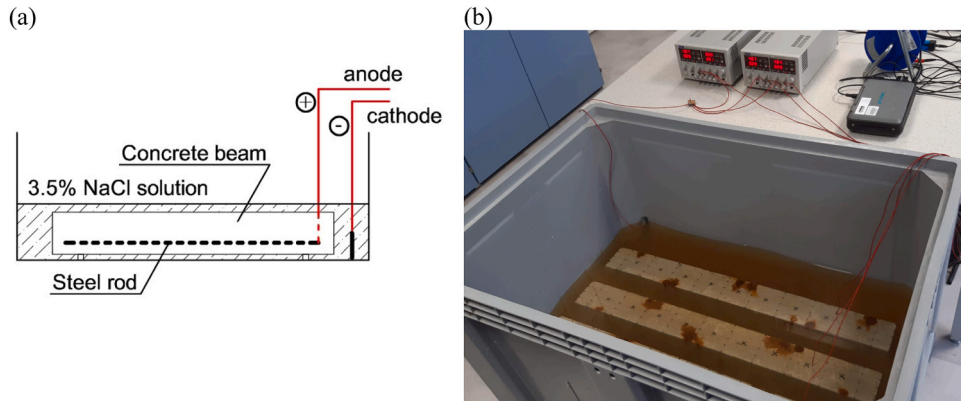 (a)
(b)
anode
+
cathode
-
Concrete beam
3.5% NaCl solution
Steel rod